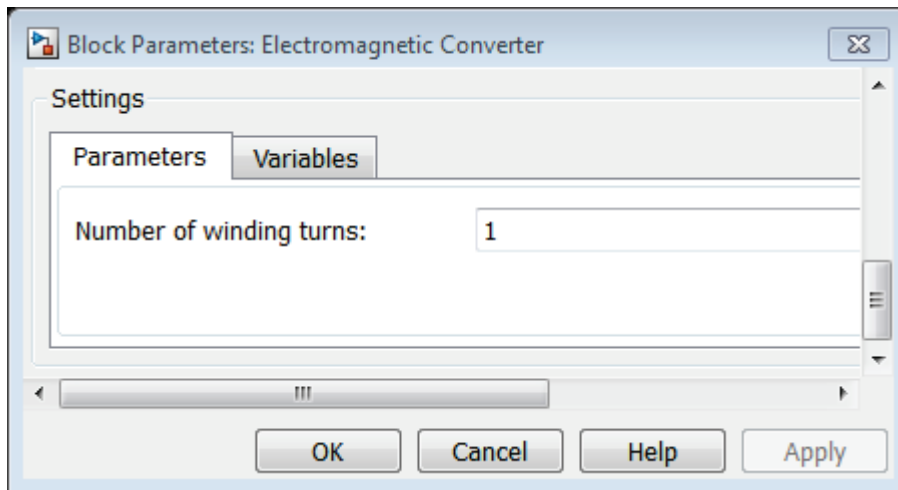 Block Parameters: Electromagnetic Converter
Settings
Parameters Variables
Number of winding turns: 1
OK Cancel Help Apply